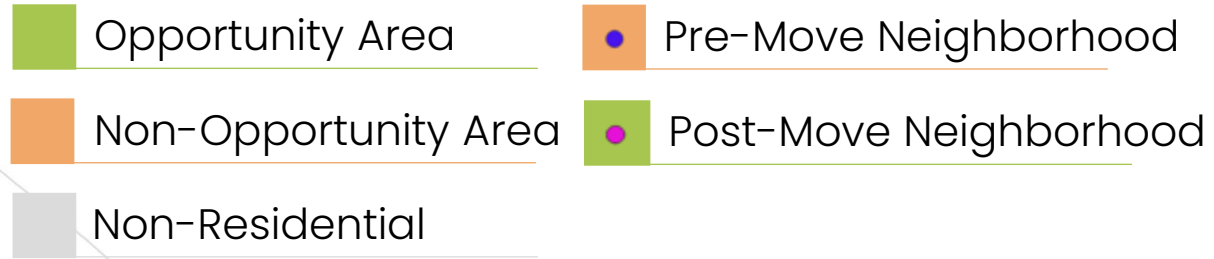 Opportunity Area
Non-Opportunity Area
Non-Residential
Pre-Move Neighborhood
Post-Move Neighborhood